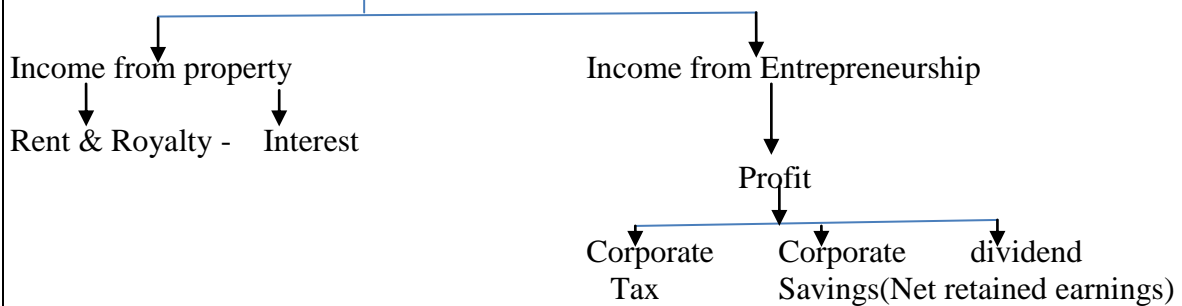 Income from property Income from Entrepreneurship
Rent & Royalty - Interest
Profit
Corporate Corporate dividend
Tax Savings(Net retained earnings)